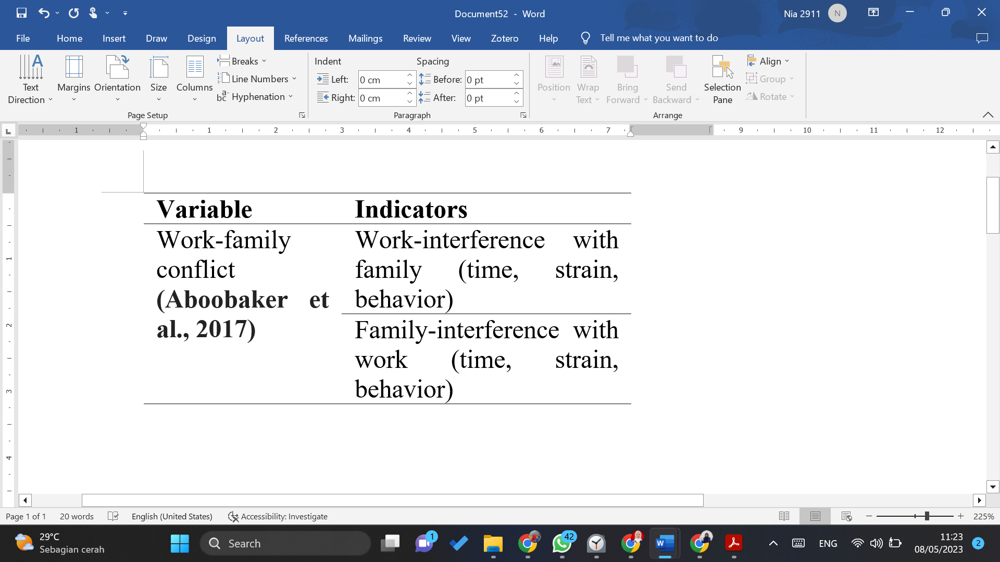 Document52 - Word
Nia 2911
N
File Home Insert Draw Design Layout References Mailings Review View Zotero Help Tell me what you want to do
Text Direction
Margins
Orientation
Size
Columns
Breaks
Line Numbers
Hyphenation
Page Setup
Indent
Left: 0 cm
Right: 0 cm
Spacing
Before: 0 pt
After: 0 pt
Paragraph
Position
Wrap Text
Bring Forward
Send Backward
Selection Pane
Align
Group
Rotate
Arrange
1 1 2 3 4 5 6 7 9 10 11 12
1
2
3
4
Variable Indicators
Work-family
conflict
(Aboobaker et
al., 2017)
Work-interference with
family (time, strain,
behavior)
Family-interference with
work (time, strain,
behavior)
Page 1 of 1 20 words English (United States) Accessibility: Investigate
225%
29°C
Sebagian cerah
Search
1
42
ENG
11:23
08/05/2023
2